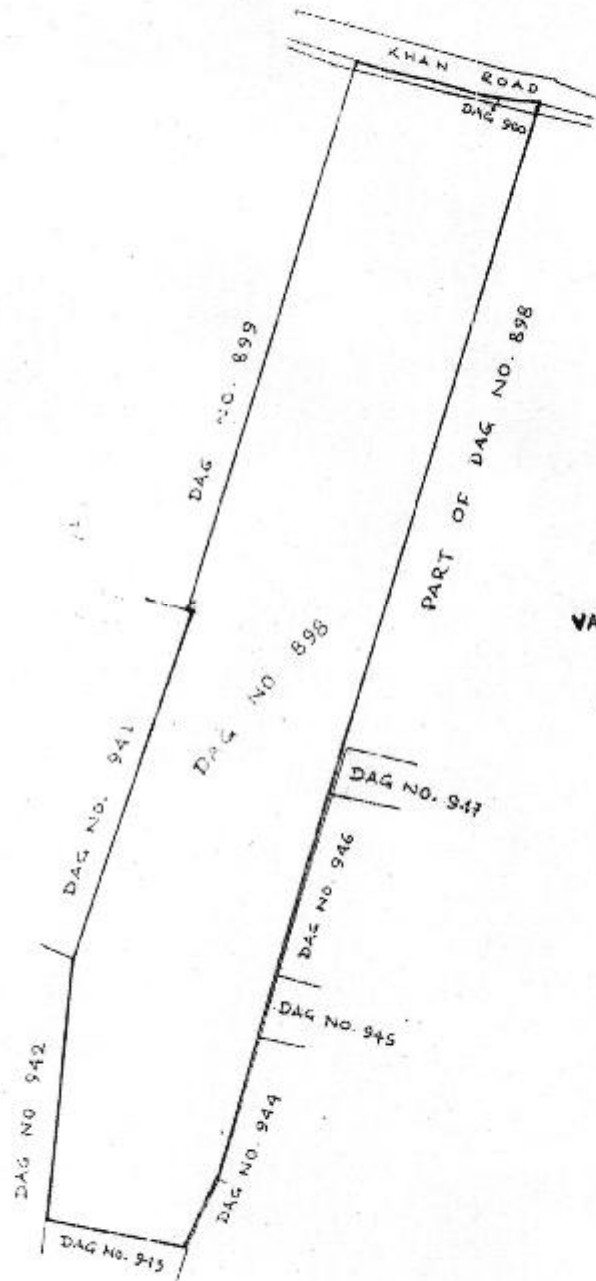 KHAN ROAD
DAG 900
DAG NO. 899
PART OF DAG NO. 898
DAG NO 898
DAG NO. 941
DAG NO. 947
DAG NO. 946
DAG NO. 945
DAG NO 942
DAG NO. 944
DAG NO. 943